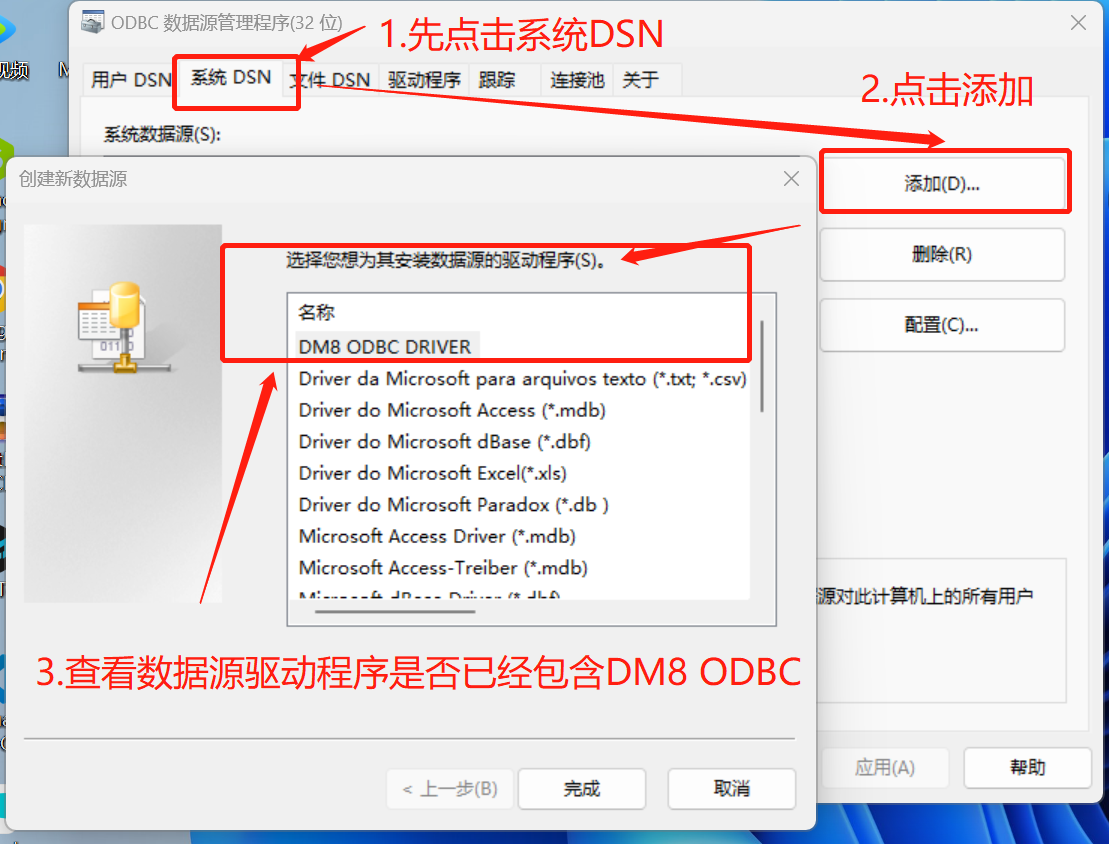 ODBC 数据源管理程序(32 位)
1.先点击系统DSN
视频
用户 DSN
系统 DSN
文件 DSN
驱动程序
跟踪
连接池
关于
2.点击添加
系统数据源(S):
添加(D)...
删除(R)
配置(C)...
创建新数据源
选择您想为其安装数据源的驱动程序(S)。
名称
DM8 ODBC DRIVER
Driver da Microsoft para arquivos texto (*.txt; *.csv)
Driver do Microsoft Access (*.mdb)
Driver do Microsoft dBase (*.dbf)
Driver do Microsoft Excel(*.xls)
Driver do Microsoft Paradox (*.db )
Microsoft Access Driver (*.mdb)
Microsoft Access-Treiber (*.mdb)
Microsoft dBase Driver (*.dbf)
源对此计算机上的所有用户
3.查看数据源驱动程序是否已经包含DM8 ODBC
< 上一步(B)
完成
取消
应用(A)
帮助